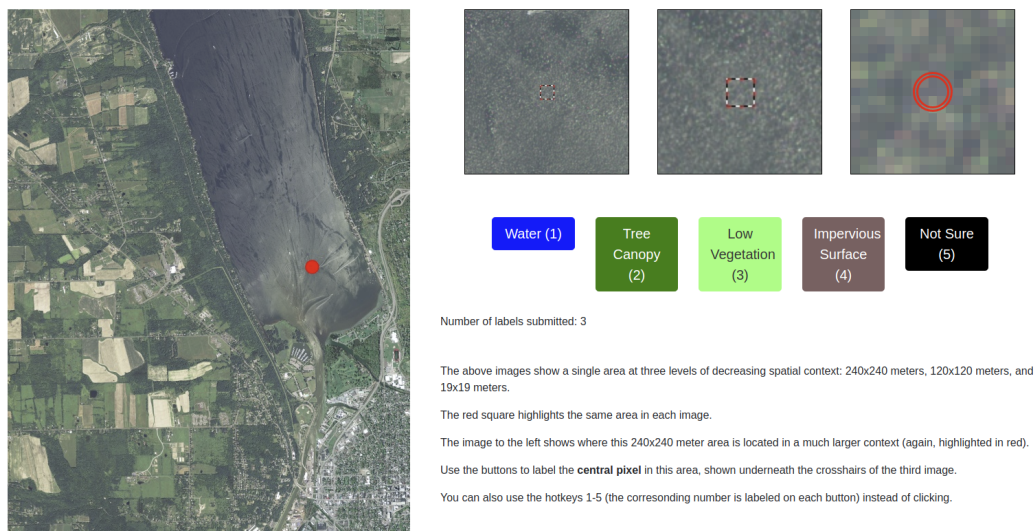 Water (1)
Tree
Canopy
(2)
Low
Vegetation
(3)
Impervious
Surface
(4)
Not Sure
(5)
Number of labels submitted: 3
The above images show a single area at three levels of decreasing spatial context: 240x240 meters, 120x120 meters, and
19x19 meters.
The red square highlights the same area in each image.
The image to the left shows where this 240x240 meter area is located in a much larger context (again, highlighted in red).
Use the buttons to label the central pixel in this area, shown underneath the crosshairs of the third image.
You can also use the hotkeys 1-5 (the corresonding number is labeled on each button) instead of clicking.